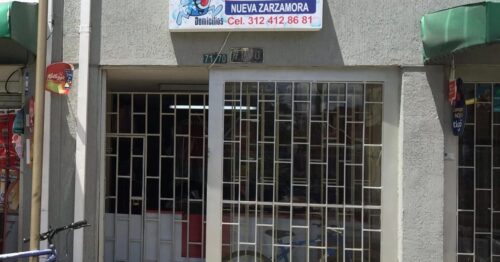 NUEVA ZARZAMORA
Domicilios
Cel. 312 412 86 81